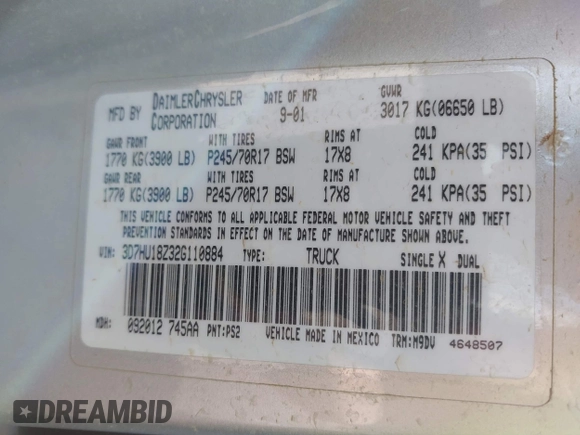 MFD BY DAIMLERCHRYSLER CORPORATION DATE OF MFR 9-01 GVWR 3017 KG(06650 LB)
GAWR FRONT WITH TIRES RIMS AT COLD
1770 KG(3900 LB) P245/70R17 BSW 17X8 241 KPA(35 PSI)
GAWR REAR WITH TIRES RIMS AT COLD
1770 KG(3900 LB) P245/70R17 BSW 17X8 241 KPA(35 PSI)
THIS VEHICLE CONFORMS TO ALL APPLICABLE FEDERAL MOTOR VEHICLE SAFETY AND THEFT
PREVENTION STANDARDS IN EFFECT ON THE DATE OF MANUFACTURE SHOWN ABOVE.
VIN: 3D7HU18Z32G110884 TYPE: TRUCK SINGLE X DUAL
MDH: 092012 745AA PNT:PS2 VEHICLE MADE IN MEXICO TRM:M9DV 4648507
DREAMBID